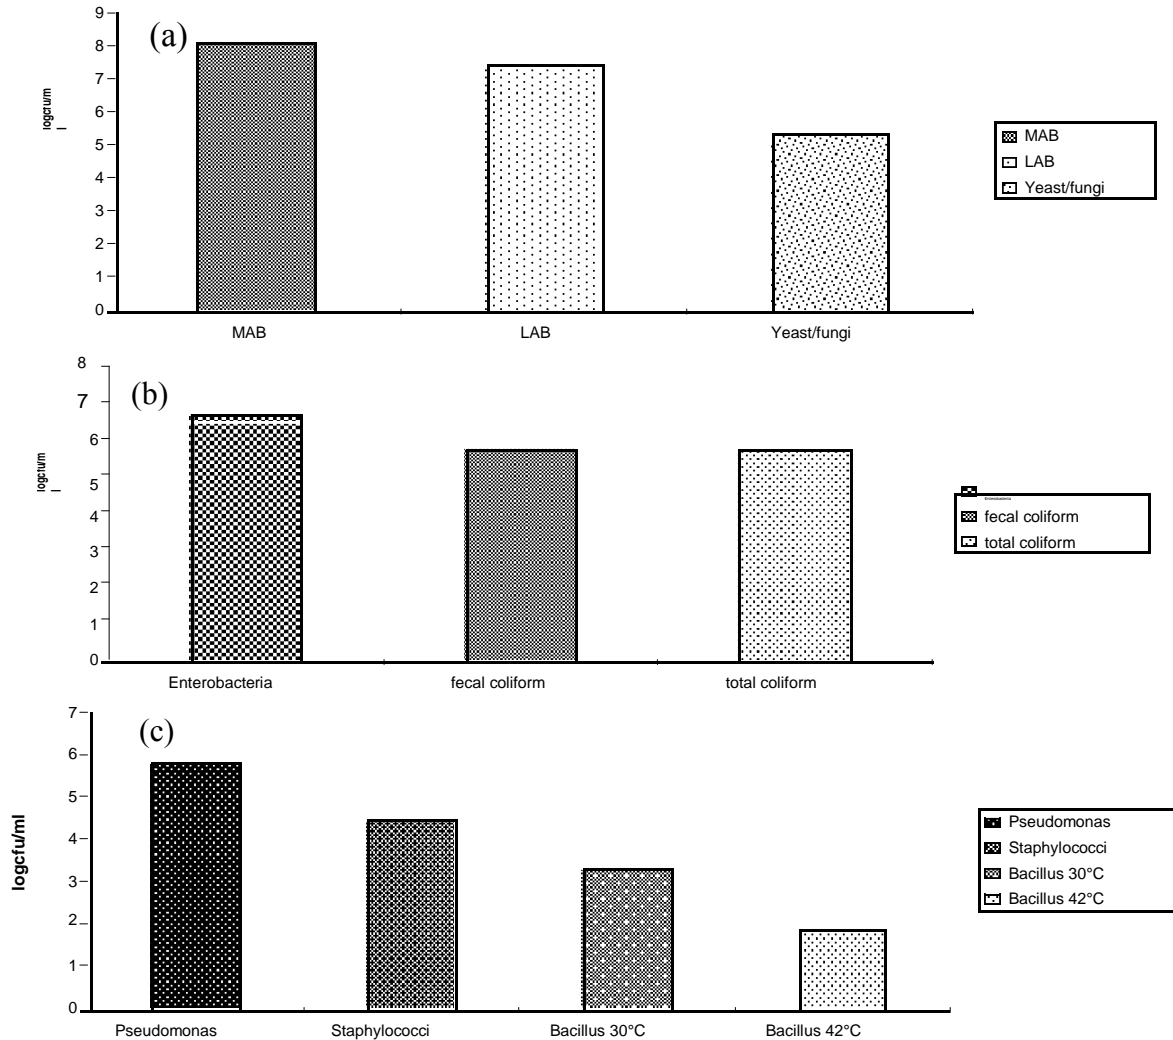 (a)
9
8
7
6
5
4
3
2
1
0
logcfu/m
l
MAB
LAB
Yeast/fungi
MAB
LAB
Yeast/fungi
(b)
8
7
6
5
4
3
2
1
0
logcfu/m
l
Enterobacteria
fecal coliform
total coliform
Enterobacteria
fecal coliform
total coliform
(c)
7
6
5
4
3
2
1
0
logcfu/ml
Pseudomonas
Staphylococci
Bacillus 30°C
Bacillus 42°C
Pseudomonas
Staphylococci
Bacillus 30°C
Bacillus 42°C